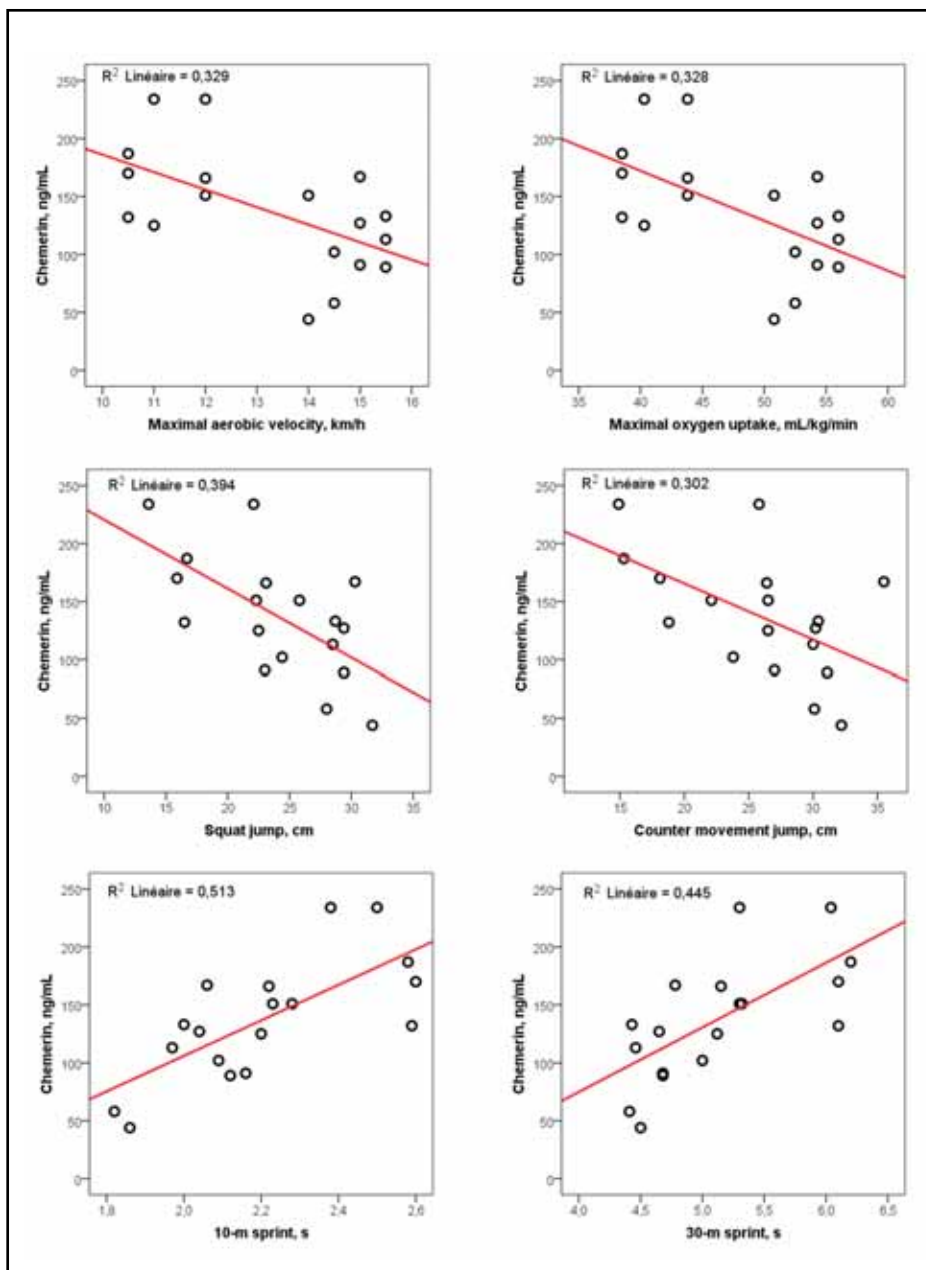 R² Linéaire = 0,329
250
200
150
100
50
0
Chemerin, ng/mL
10 11 12 13 14 15 16
Maximal aerobic velocity, km/h
R² Linéaire = 0,328
250
200
150
100
50
0
Chemerin, ng/mL
35 40 45 50 55 60
Maximal oxygen uptake, mL/kg/min
R² Linéaire = 0,394
250
200
150
100
50
0
Chemerin, ng/mL
10 15 20 25 30 35
Squat jump, cm
R² Linéaire = 0,302
250
200
150
100
50
0
Chemerin, ng/mL
15 20 25 30 35
Counter movement jump, cm
R² Linéaire = 0,513
250
200
150
100
50
0
Chemerin, ng/mL
1,8 2,0 2,2 2,4 2,6
10-m sprint, s
R² Linéaire = 0,445
250
200
150
100
50
0
Chemerin, ng/mL
4,0 4,5 5,0 5,5 6,0 6,5
30-m sprint, s